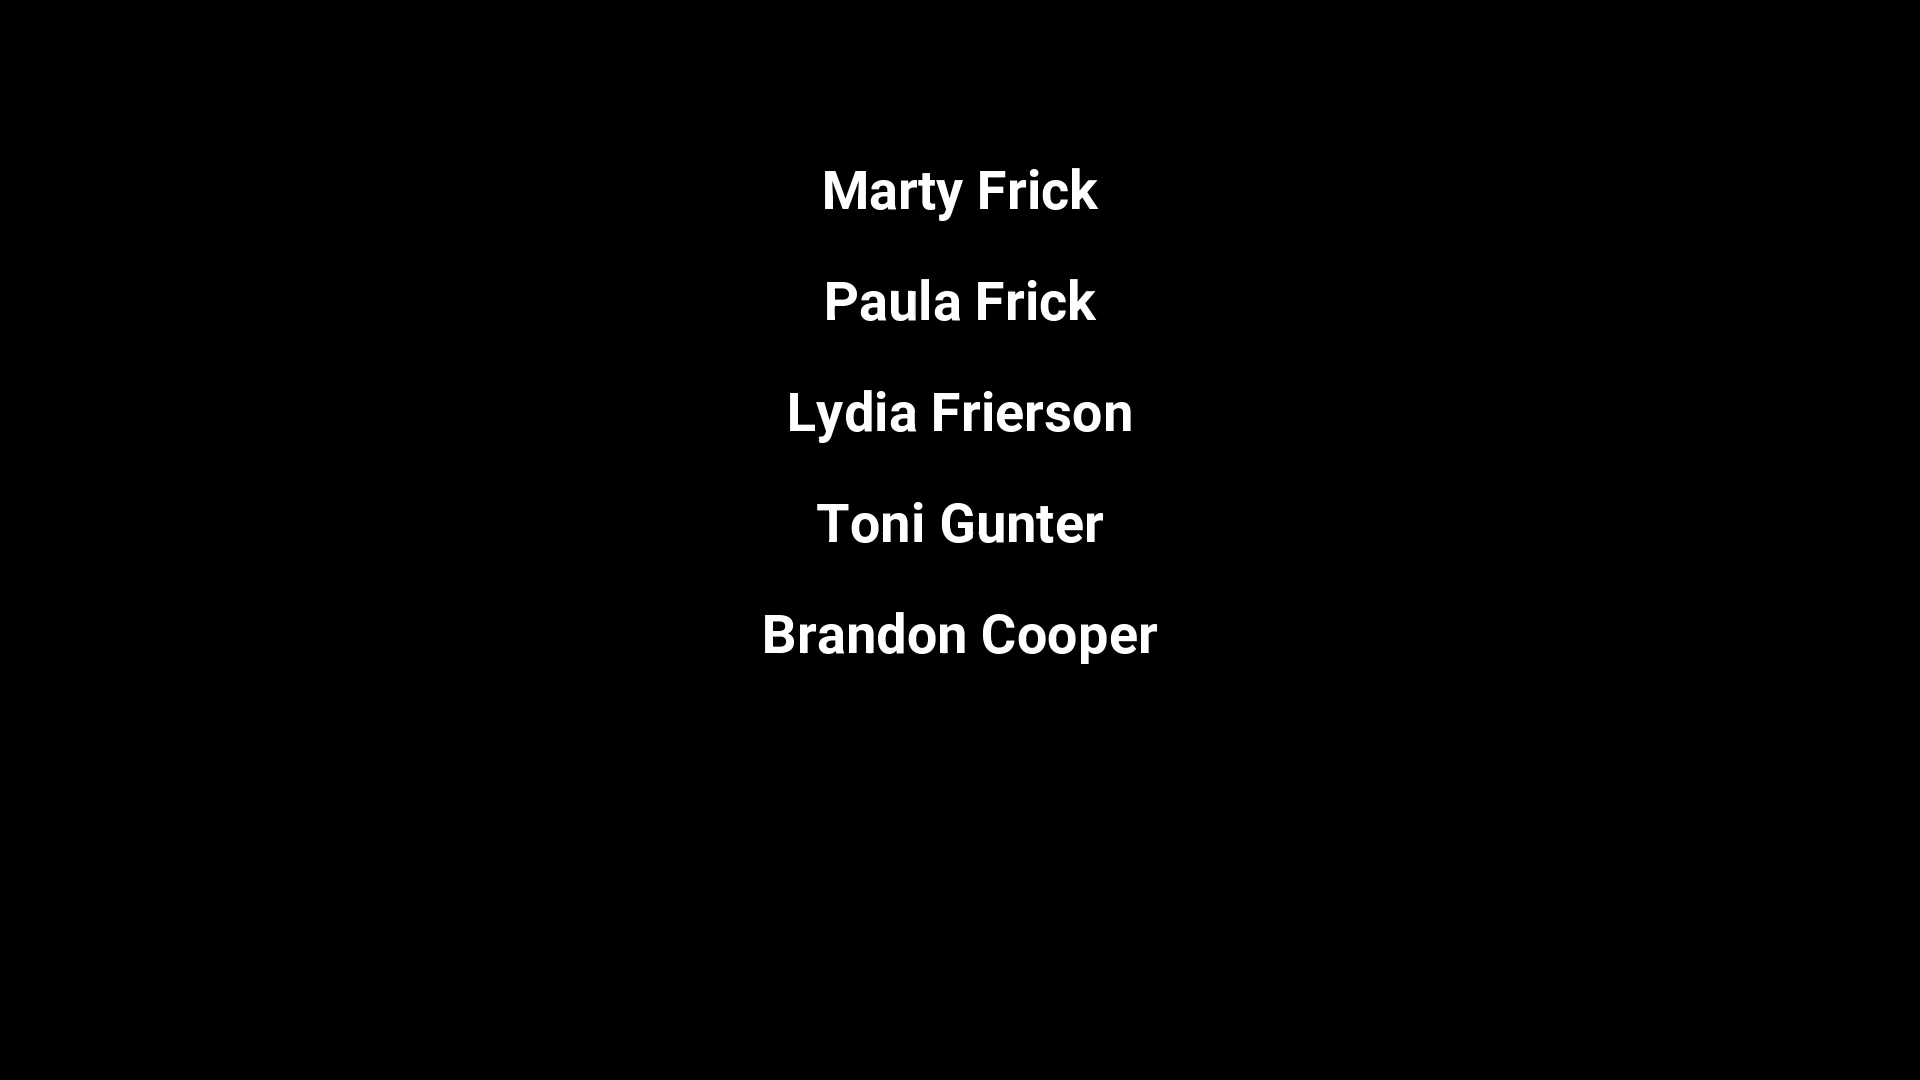 Marty Frick
Paula Frick
Lydia Frierson
Toni Gunter
Brandon Cooper